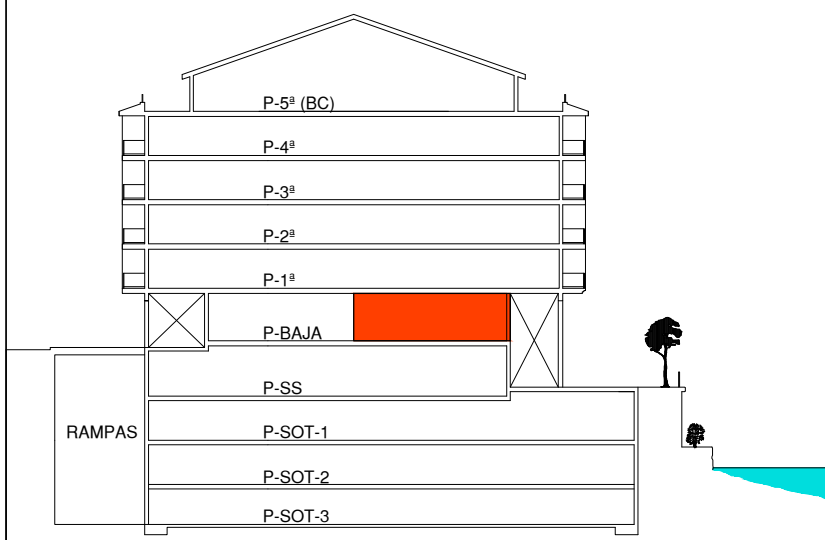 P-5ª (BC)
P-4ª
P-3ª
P-2ª
P-1ª
P-BAJA
P-SS
RAMPAS
P-SOT-1
P-SOT-2
P-SOT-3